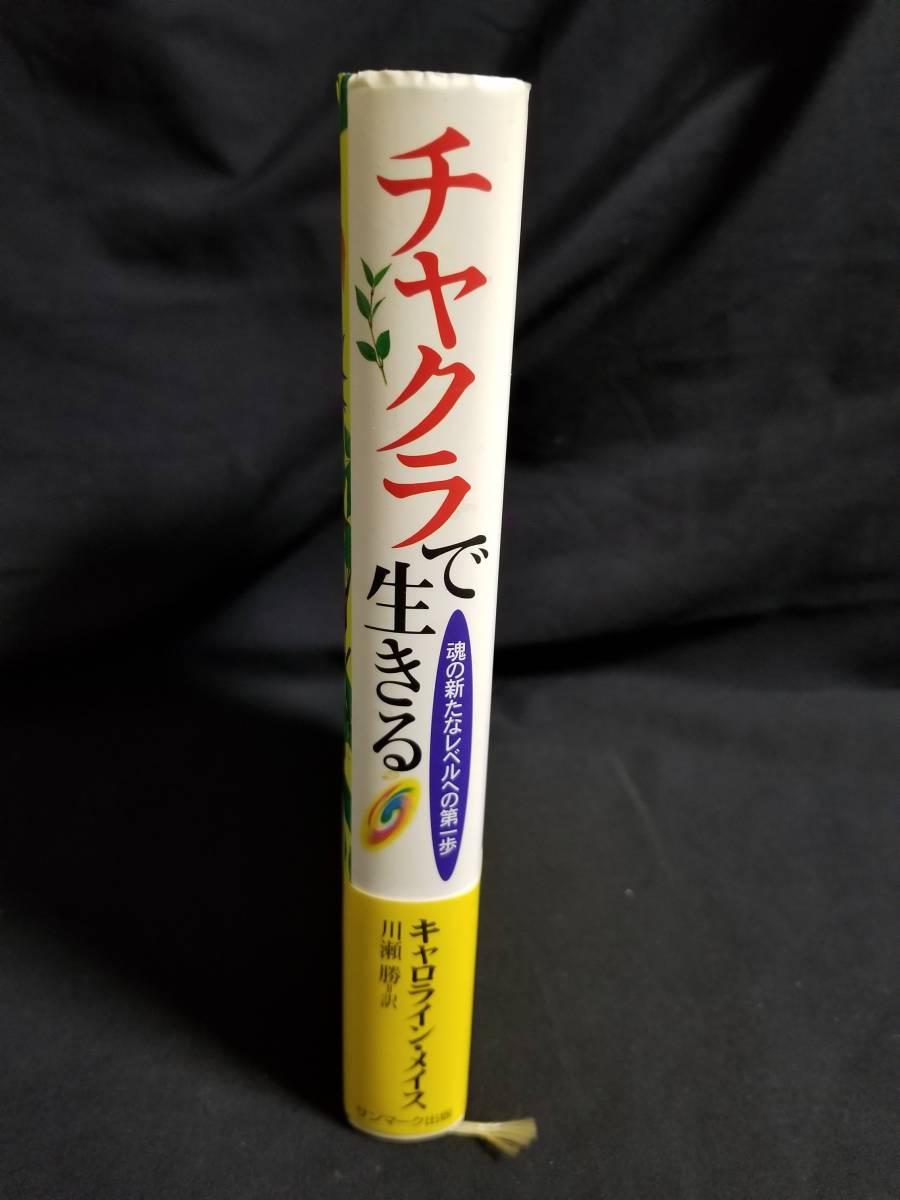 チャクラで生きる
魂の新たなレベルへの第一歩
キャロライン・メイス
川瀬 勝=訳
サンマーク出版